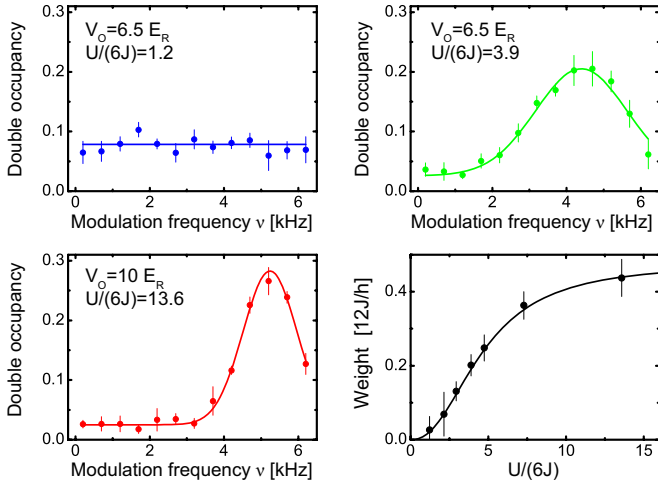 V_O=6.5 E_R
U/(6J)=1.2
Double occupancy
0.3
0.2
0.1
0.0
0 2 4 6
Modulation frequency ν [kHz]
V_O=6.5 E_R
U/(6J)=3.9
Double occupancy
0.3
0.2
0.1
0.0
0 2 4 6
Modulation frequency ν [kHz]
V_O=10 E_R
U/(6J)=13.6
Double occupancy
0.3
0.2
0.1
0.0
0 2 4 6
Modulation frequency ν [kHz]
Weight [12J/h]
0.4
0.2
0.0
0 5 10 15
U/(6J)